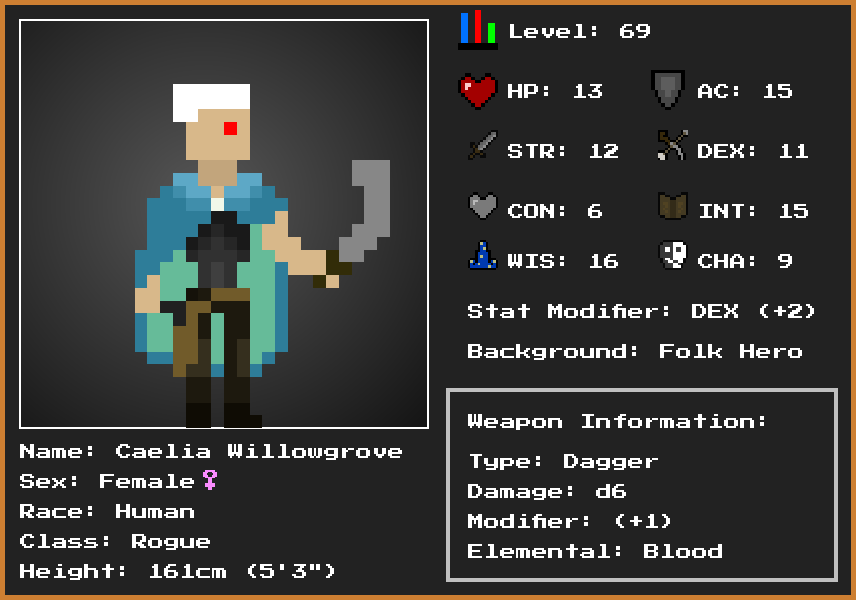 Level: 69
HP: 13
AC: 15
STR: 12
DEX: 11
CON: 6
INT: 15
WIS: 16
CHA: 9
Stat Modifier: DEX (+2)
Background: Folk Hero
Weapon Information:
Type: Dagger
Damage: d6
Modifier: (+1)
Elemental: Blood
Name: Caelia Willowgrove
Sex: Female♀
Race: Human
Class: Rogue
Height: 161cm (5'3")